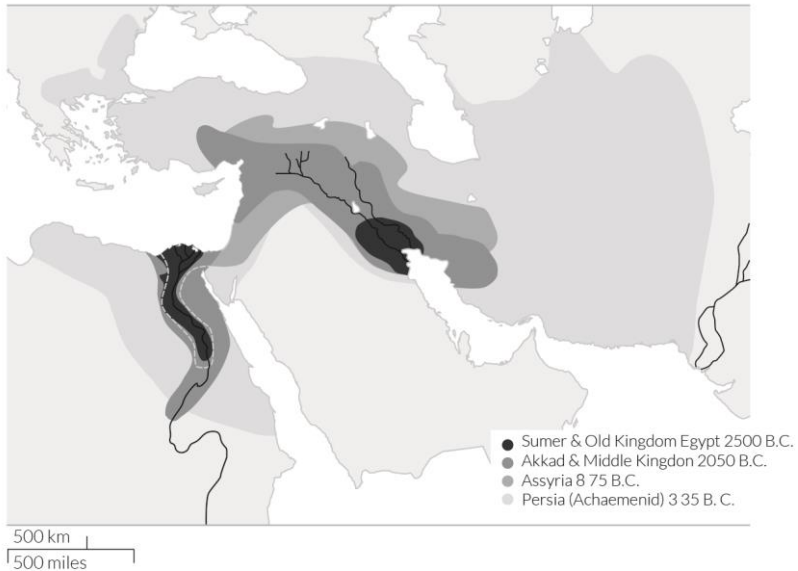 Sumer & Old Kingdom Egypt 2500 B.C.
Akkad & Middle Kingdon 2050 B.C.
Assyria 8 75 B.C.
Persia (Achaemenid) 3 35 B. C.
500 km
500 miles